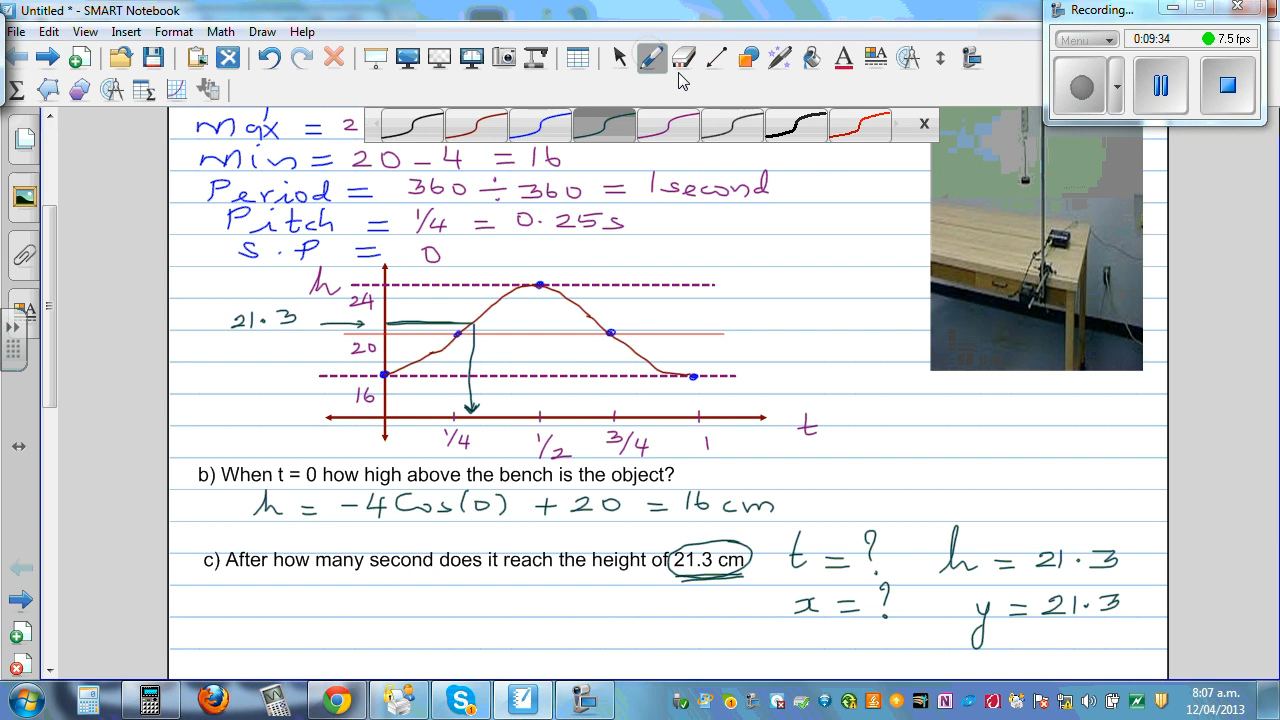 Untitled * - SMART Notebook
Recording...
File Edit View Insert Format Math Draw Help
Menu 0:09:34 7.5 fps
Max = 2
x
Min = 20 - 4 = 16
Period = 360 ÷ 360 = 1 second
Pitch = 1/4 = 0.25s
S.P = 0
h
24
21.3
20
16
1/4 1/2 3/4 1 t
b) When t = 0 how high above the bench is the object?
h = -4 Cos(0) + 20 = 16 cm
c) After how many second does it reach the height of 21.3 cm
t = ? h = 21.3
x = ? y = 21.3
8:07 a.m.
12/04/2013